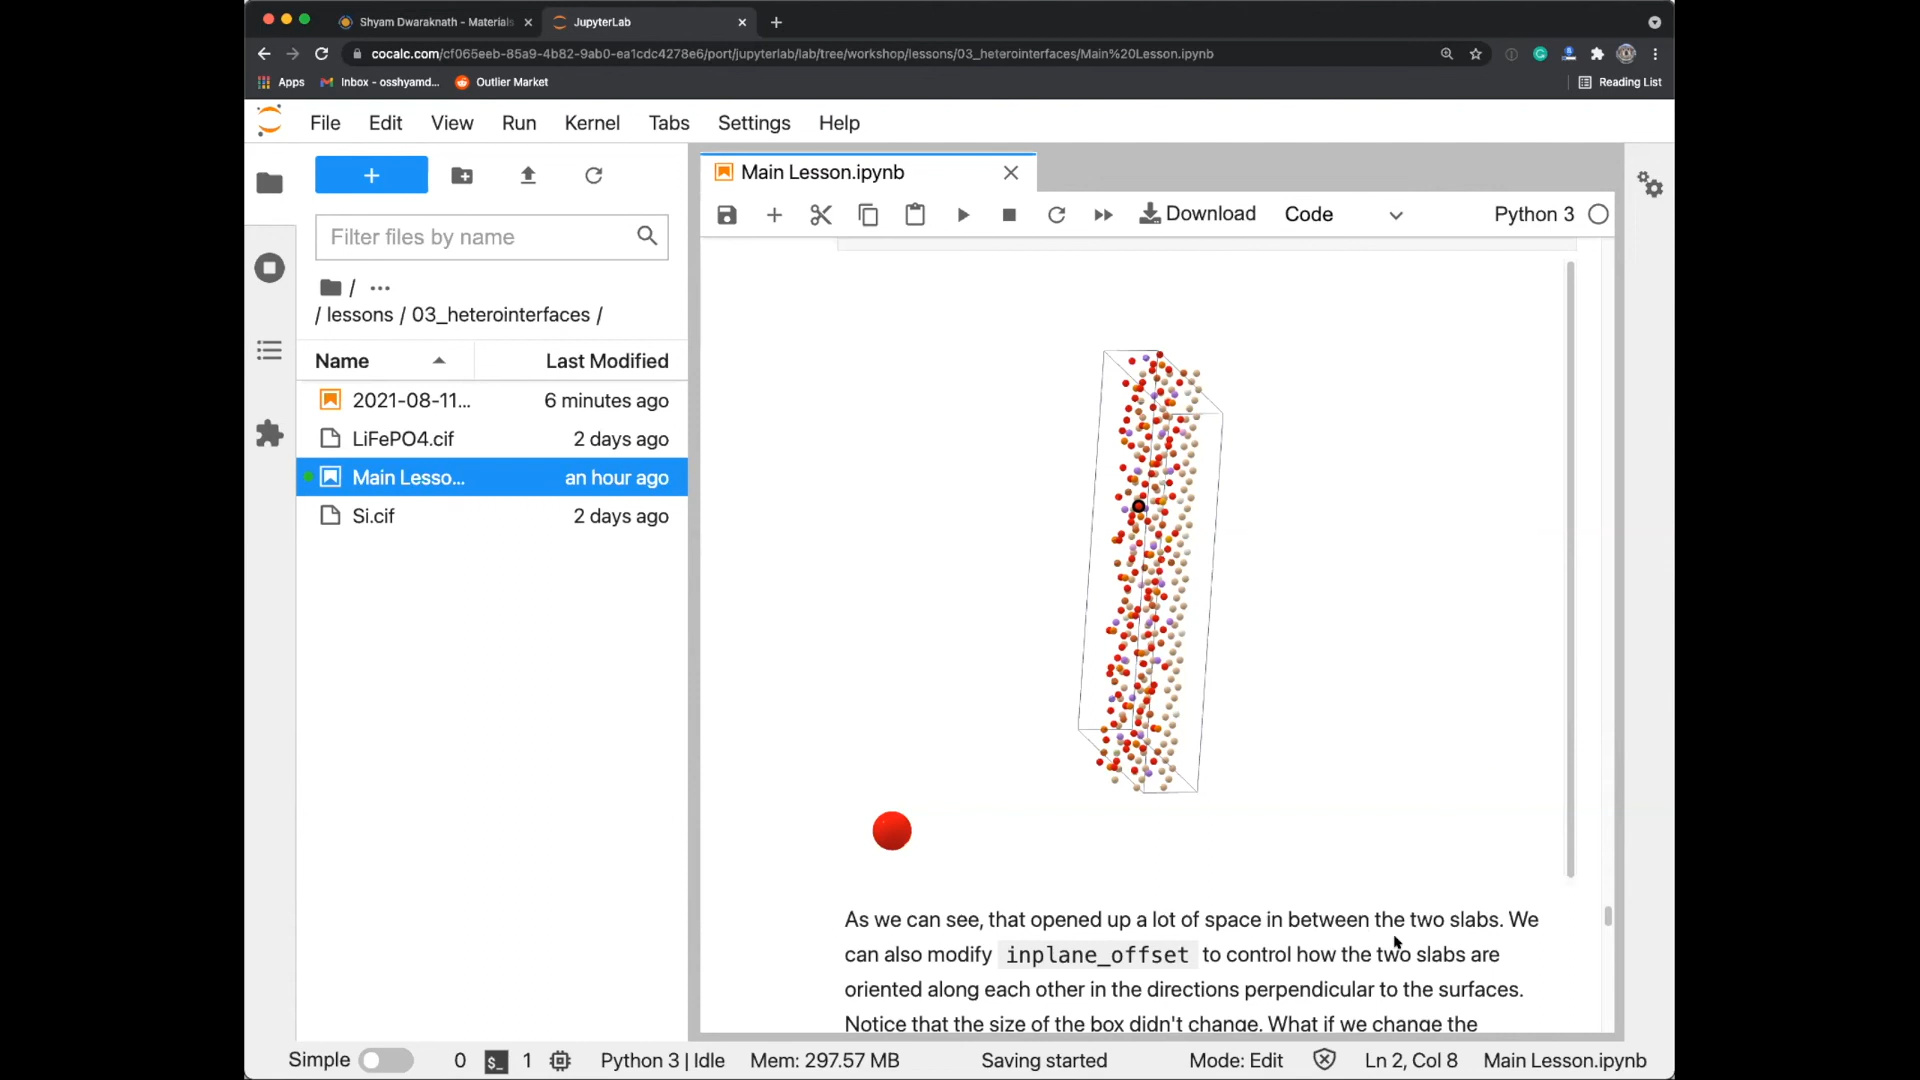 Shyam Dwaraknath - Materials
JupyterLab
cocalc.com/cf065eeb-85a9-4b82-9ab0-ea1cdc4278e6/port/jupyterlab/lab/tree/workshop/lessons/03_heterointerfaces/Main%20Lesson.ipynb
Apps
Inbox - osshyamd...
Outlier Market
Reading List
File Edit View Run Kernel Tabs Settings Help
Main Lesson.ipynb
Download Code Python 3
Filter files by name
/ ...
/ lessons / 03_heterointerfaces /
Name Last Modified
2021-08-11... 6 minutes ago
LiFePO4.cif 2 days ago
Main Lesso... an hour ago
Si.cif 2 days ago
As we can see, that opened up a lot of space in between the two slabs. We
can also modify inplane_offset to control how the two slabs are
oriented along each other in the directions perpendicular to the surfaces.
Notice that the size of the box didn't change. What if we change the
Simple 0 $_ 1 Python 3 | Idle Mem: 297.57 MB Saving started Mode: Edit Ln 2, Col 8 Main Lesson.ipynb